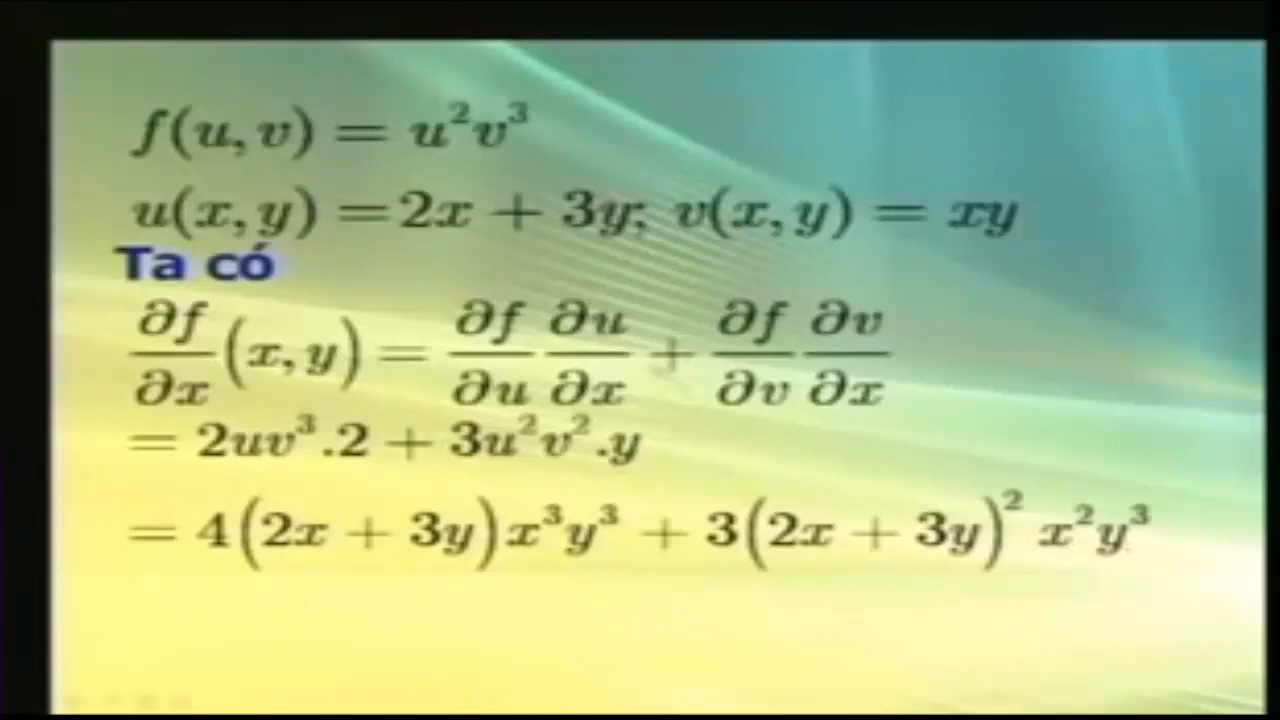 f(u, v) = u²v³
u(x, y) = 2x + 3y; v(x, y) = xy
Ta có
∂f/∂x (x, y) = ∂f/∂u ∂u/∂x + ∂f/∂v ∂v/∂x
= 2uv³.2 + 3u²v².y
= 4(2x + 3y)x³y³ + 3(2x + 3y)² x²y³